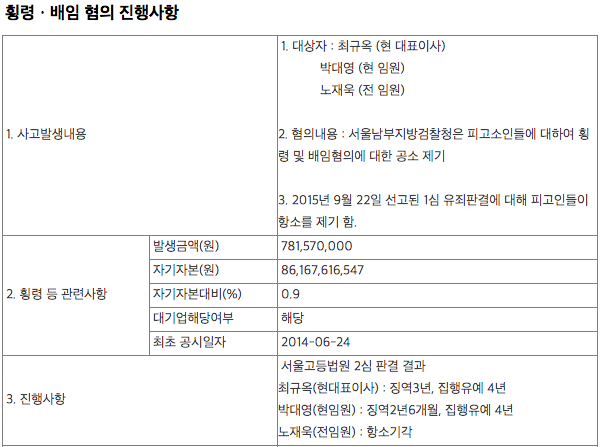 횡령 · 배임 혐의 진행사항
1. 사고발생내용
1. 대상자 : 최규옥 (현 대표이사)
박대영 (현 임원)
노재욱 (전 임원)
2. 혐의내용 : 서울남부지방검찰청은 피고소인들에 대하여 횡
령 및 배임혐의에 대한 공소 제기
3. 2015년 9월 22일 선고된 1심 유죄판결에 대해 피고인들이
항소를 제기 함.
2. 횡령 등 관련사항
발생금액(원) 781,570,000
자기자본(원) 86,167,616,547
자기자본대비(%) 0.9
대기업해당여부 해당
최초 공시일자 2014-06-24
3. 진행사항
서울고등법원 2심 판결 결과
최규옥(현대표이사) : 징역3년, 집행유예 4년
박대영(현임원) : 징역2년6개월, 집행유예 4년
노재욱(전임원) : 항소기각